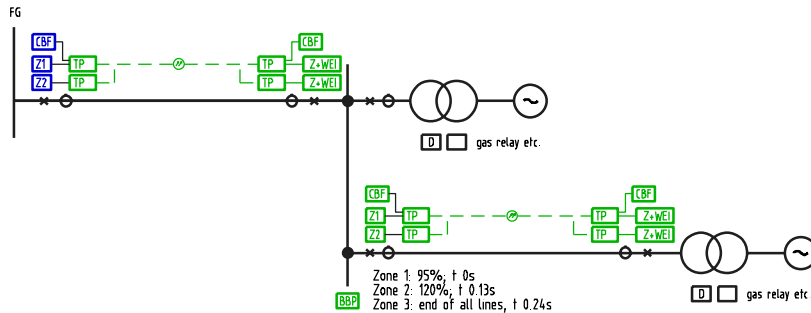 FG
CBF
CBF
Z1 TP TP Z+WEI
Z2 TP TP Z+WEI
D gas relay etc.
CBF
CBF
Z1 TP TP Z+WEI
Z2 TP TP Z+WEI
Zone 1: 95%; t 0s
Zone 2: 120%; t 0.13s
Zone 3: end of all lines, t 0.24s
BBP
D gas relay etc